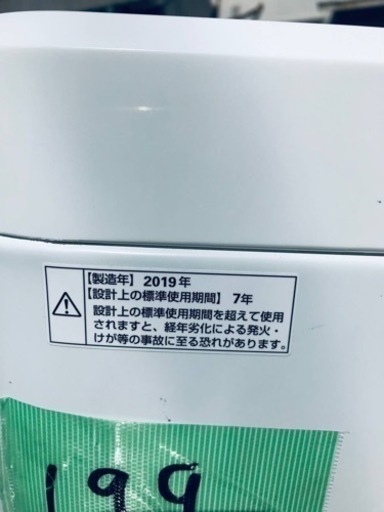 【製造年】2019年
【設計上の標準使用期間】7年
設計上の標準使用期間を超えて使用
されますと、経年劣化による発火・
けが等の事故に至る恐れがあります。
199